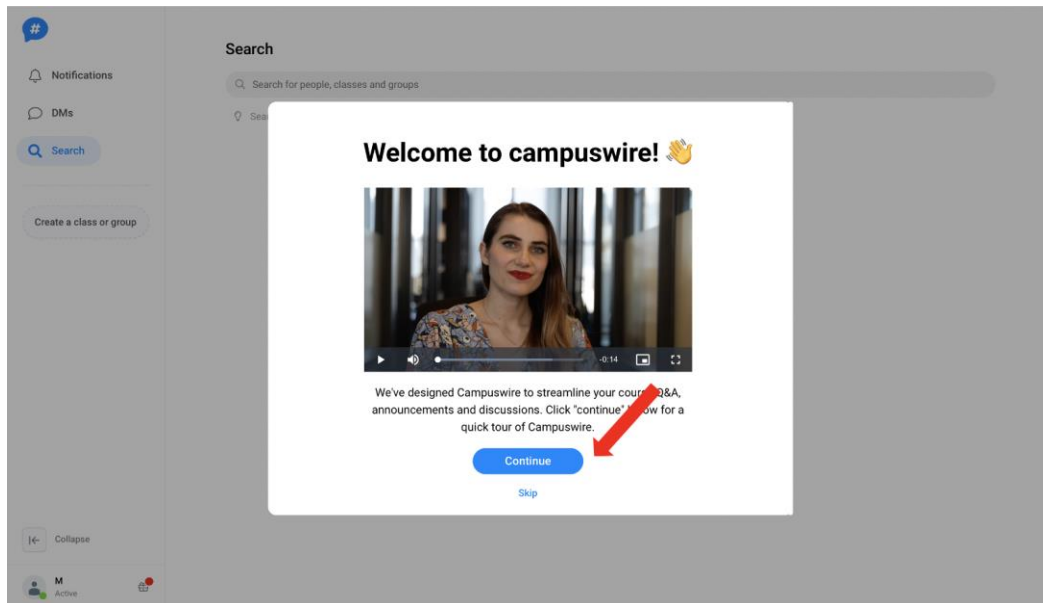 #
Search
Notifications
Search for people, classes and groups
DMs
Search
Welcome to campuswire! 👋
Create a class or group
-0:14
We've designed Campuswire to streamline your course Q&A,
announcements and discussions. Click "continue" below for a
quick tour of Campuswire.
Continue
Skip
Collapse
M
Active